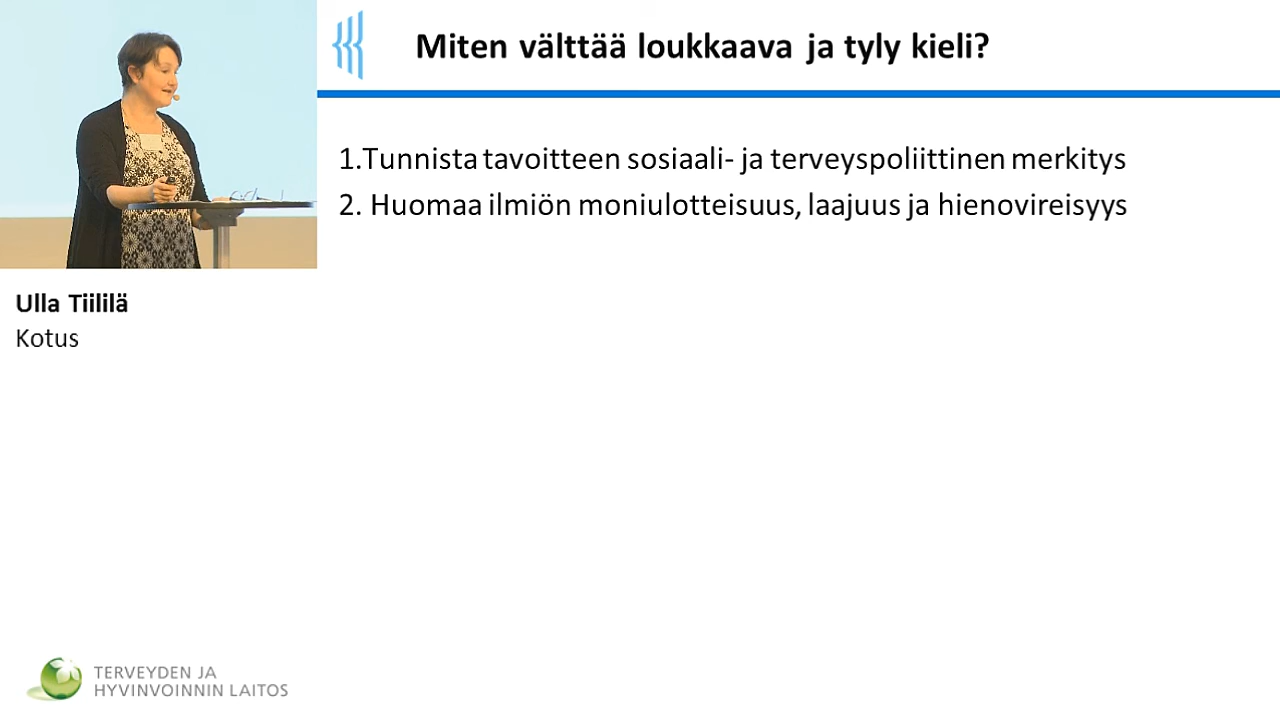 Miten välttää loukkaava ja tyly kieli?
1.Tunnista tavoitteen sosiaali- ja terveyspoliittinen merkitys
2. Huomaa ilmiön moniulotteisuus, laajuus ja hienovireisyys
Ulla Tiililä
Kotus
TERVEYDEN JA
HYVINVOINNIN LAITOS